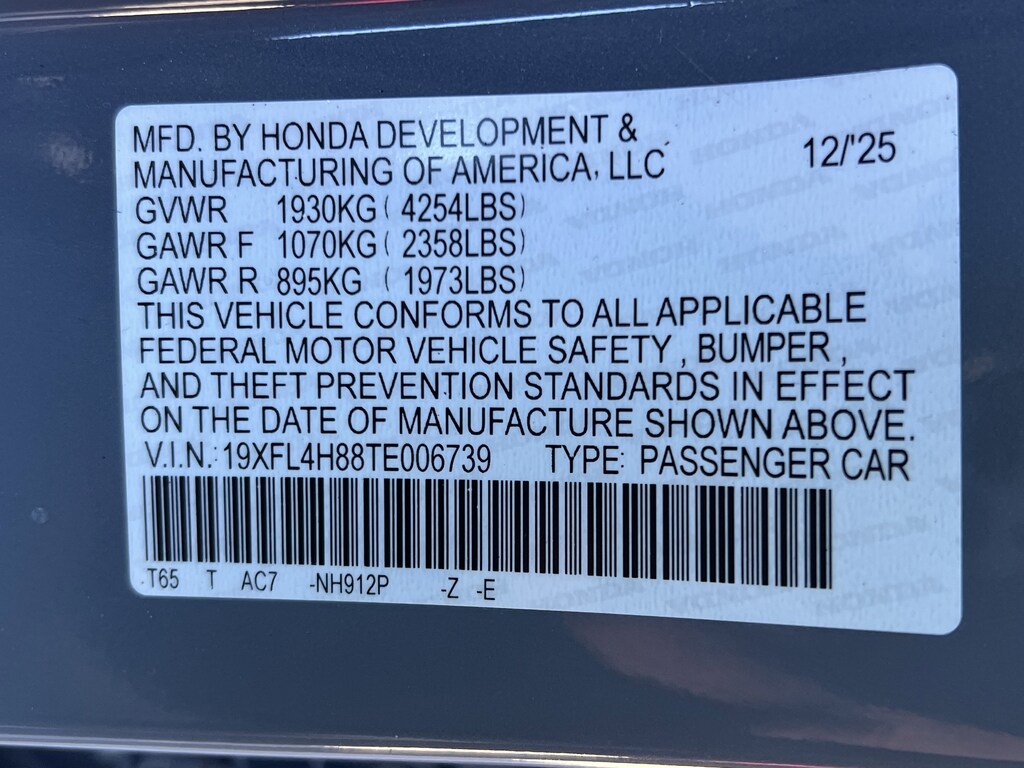 MFD. BY HONDA DEVELOPMENT &
MANUFACTURING OF AMERICA, LLC 12/'25
GVWR 1930KG ( 4254LBS)
GAWR F 1070KG ( 2358LBS)
GAWR R 895KG ( 1973LBS)
THIS VEHICLE CONFORMS TO ALL APPLICABLE
FEDERAL MOTOR VEHICLE SAFETY , BUMPER ,
AND THEFT PREVENTION STANDARDS IN EFFECT
ON THE DATE OF MANUFACTURE SHOWN ABOVE.
V.I.N.: 19XFL4H88TE006739 TYPE: PASSENGER CAR
T65 T AC7 -NH912P -Z -E